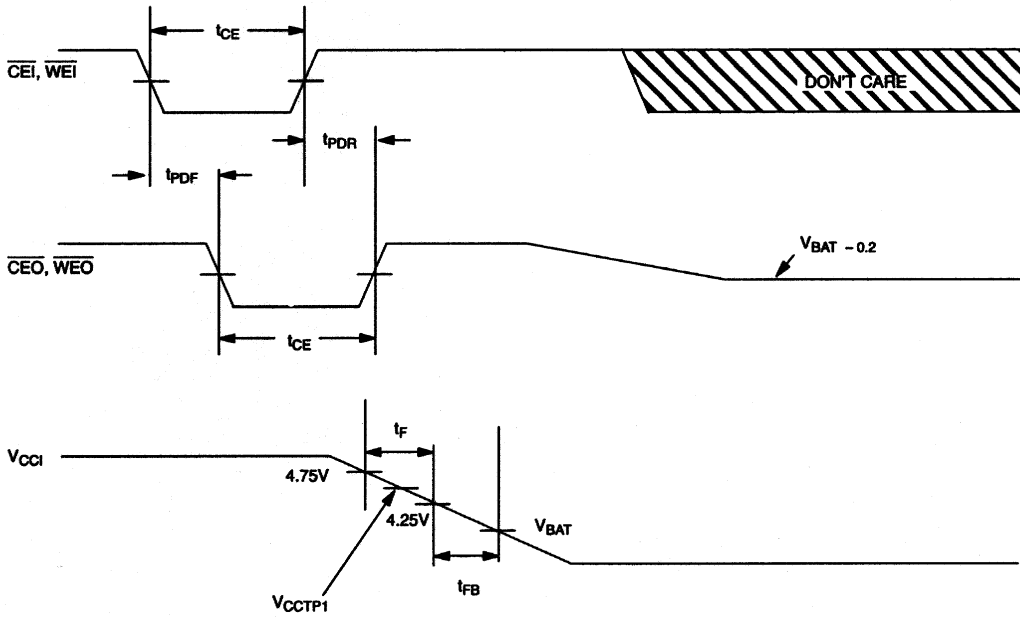 tCE
CEI, WEI
DON'T CARE
tPDR
tPDF
CEO, WEO
VBAT – 0.2
tCE
VCCI
tF
4.75V
4.25V
VBAT
tFB
VCCTP1